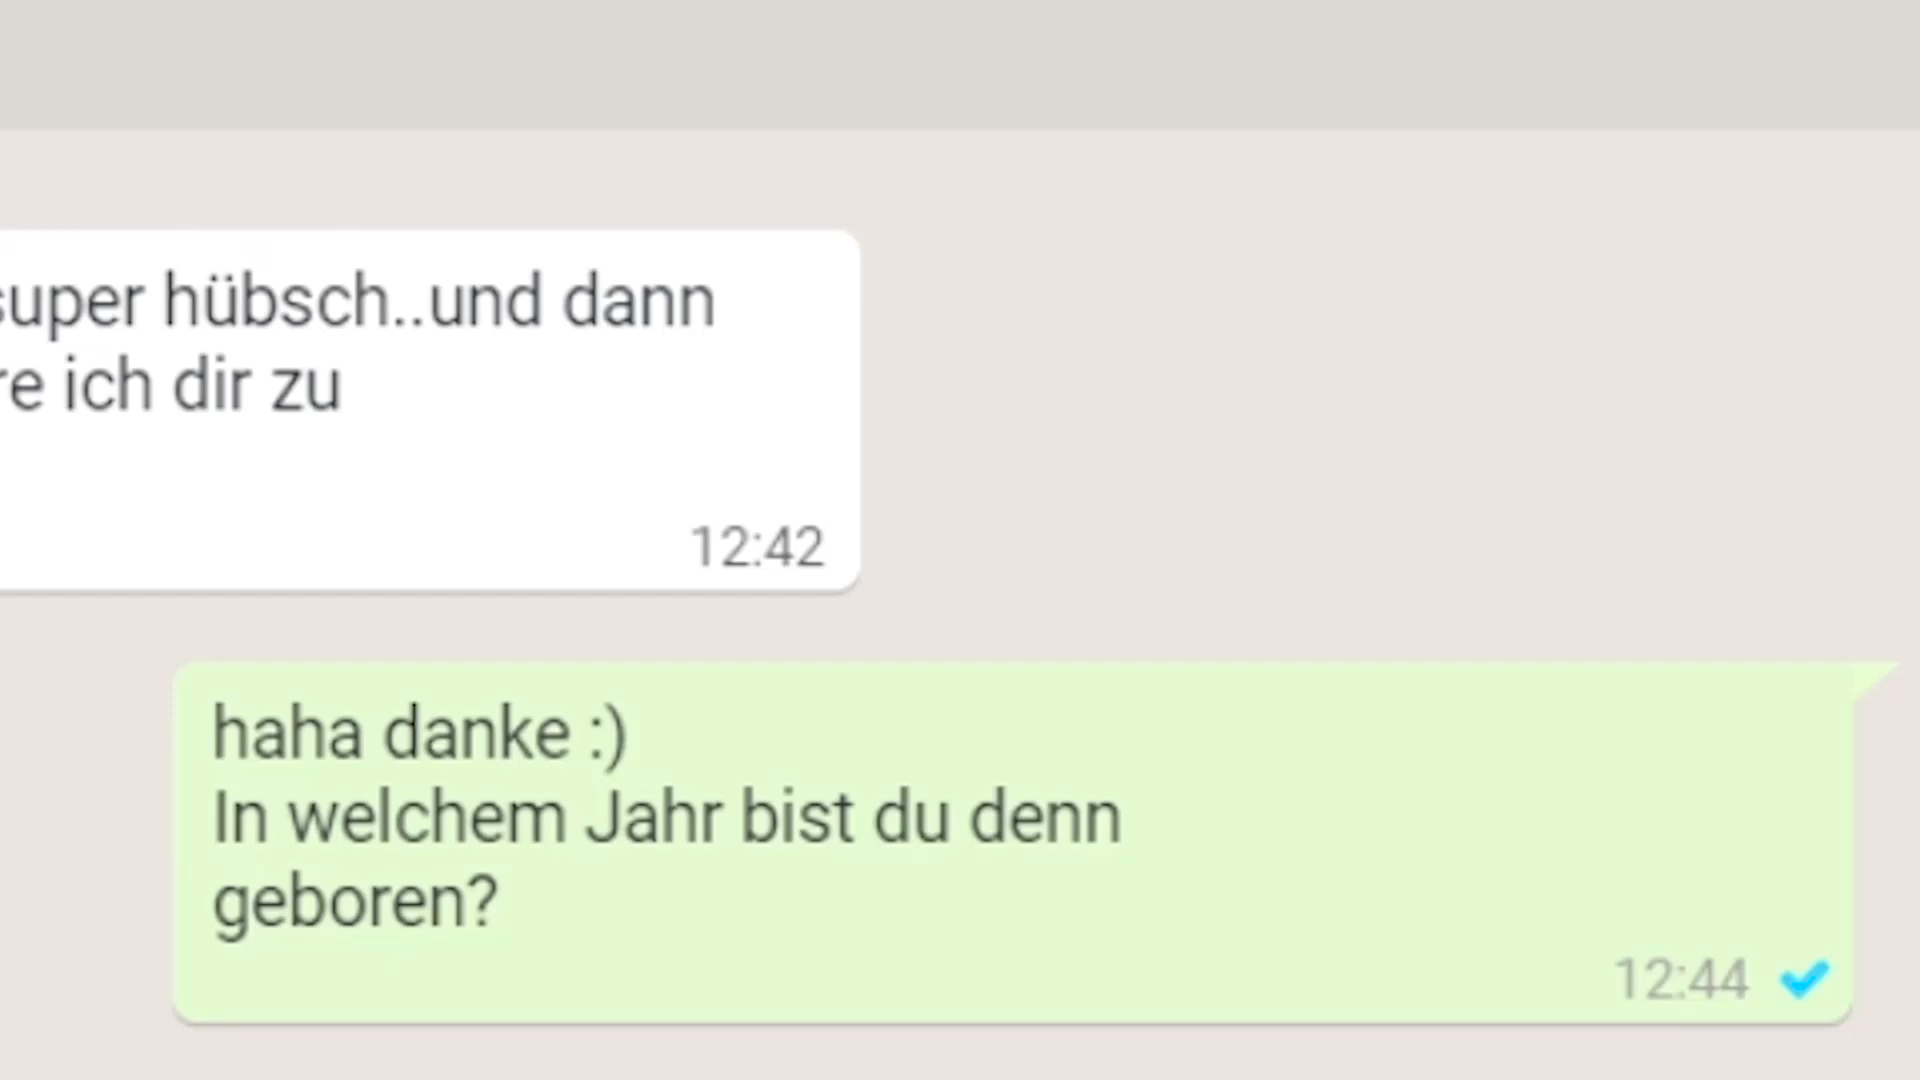 super hübsch..und dann
ich dir zu
12:42
haha danke :)
In welchem Jahr bist du denn
geboren?
12:44